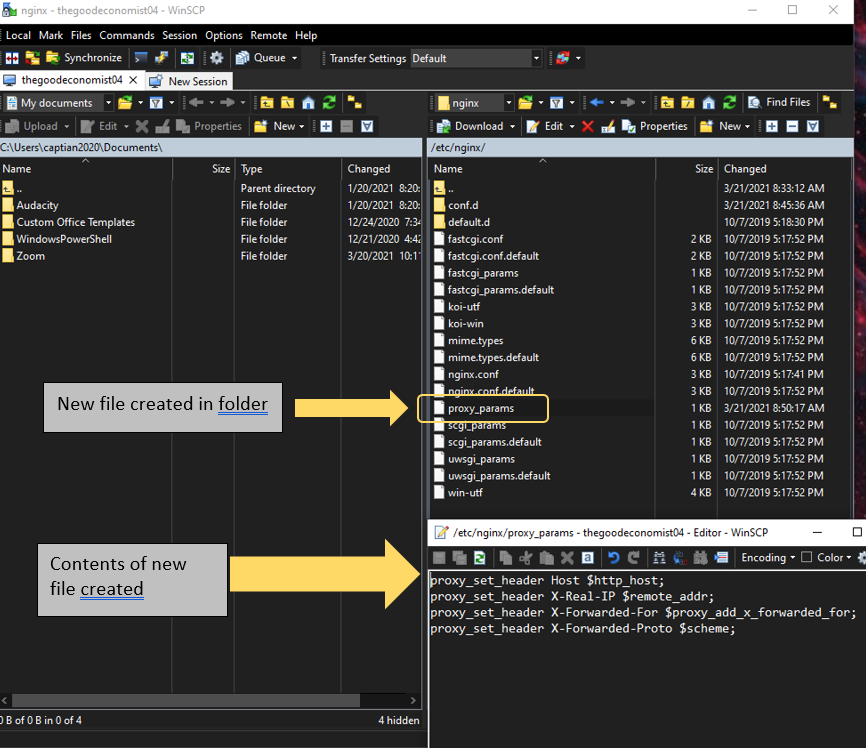 nginx - thegoodeconomist04 - WinSCP
Local Mark Files Commands Session Options Remote Help
Synchronize Queue Transfer Settings Default
thegoodeconomist04 New Session
My documents
Upload Edit Properties New
C:\Users\captian2020\Documents\
Name Size Type Changed
.. Parent directory 1/20/2021 8:20:
Audacity File folder 1/20/2021 8:20:
Custom Office Templates File folder 12/24/2020 7:34
WindowsPowerShell File folder 12/21/2020 4:42
Zoom File folder 3/20/2021 10:11
0 B of 0 B in 0 of 4 4 hidden
nginx Find Files
Download Edit Properties New
/etc/nginx/
Name Size Changed
.. 3/21/2021 8:33:12 AM
conf.d 3/21/2021 8:45:36 AM
default.d 10/7/2019 5:18:30 PM
fastcgi.conf 2 KB 10/7/2019 5:17:52 PM
fastcgi.conf.default 2 KB 10/7/2019 5:17:52 PM
fastcgi_params 1 KB 10/7/2019 5:17:52 PM
fastcgi_params.default 1 KB 10/7/2019 5:17:52 PM
koi-utf 3 KB 10/7/2019 5:17:52 PM
koi-win 3 KB 10/7/2019 5:17:52 PM
mime.types 6 KB 10/7/2019 5:17:52 PM
mime.types.default 6 KB 10/7/2019 5:17:52 PM
nginx.conf 3 KB 10/7/2019 5:17:41 PM
nginx.conf.default 3 KB 10/7/2019 5:17:52 PM
proxy_params 1 KB 3/21/2021 8:50:17 AM
scgi_params 1 KB 10/7/2019 5:17:52 PM
scgi_params.default 1 KB 10/7/2019 5:17:52 PM
uwsgi_params 1 KB 10/7/2019 5:17:52 PM
uwsgi_params.default 1 KB 10/7/2019 5:17:52 PM
win-utf 4 KB 10/7/2019 5:17:52 PM
New file created in folder
Contents of new
file created
/etc/nginx/proxy_params - thegoodeconomist04 - Editor - WinSCP
Encoding Color
proxy_set_header Host $http_host;
proxy_set_header X-Real-IP $remote_addr;
proxy_set_header X-Forwarded-For $proxy_add_x_forwarded_for;
proxy_set_header X-Forwarded-Proto $scheme;